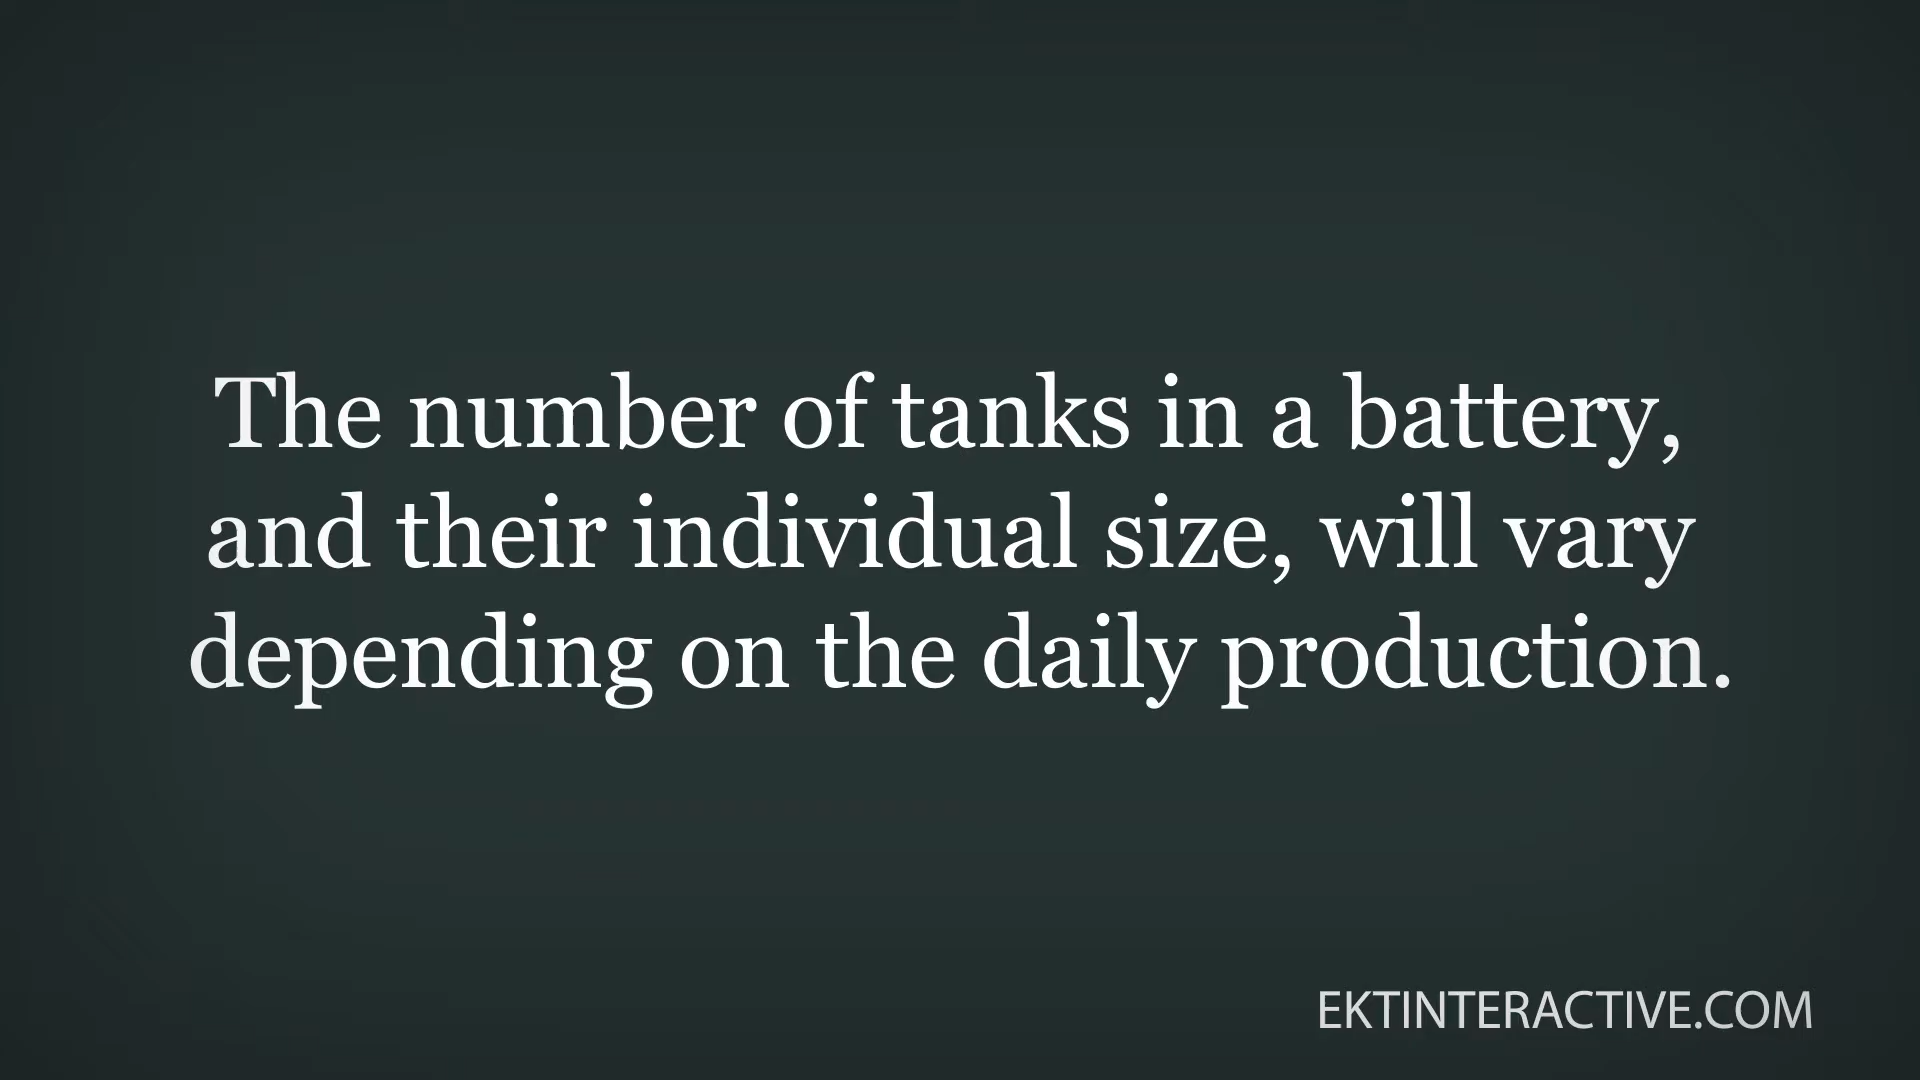 The number of tanks in a battery,
and their individual size, will vary
depending on the daily production.
EKTINTERACTIVE.COM